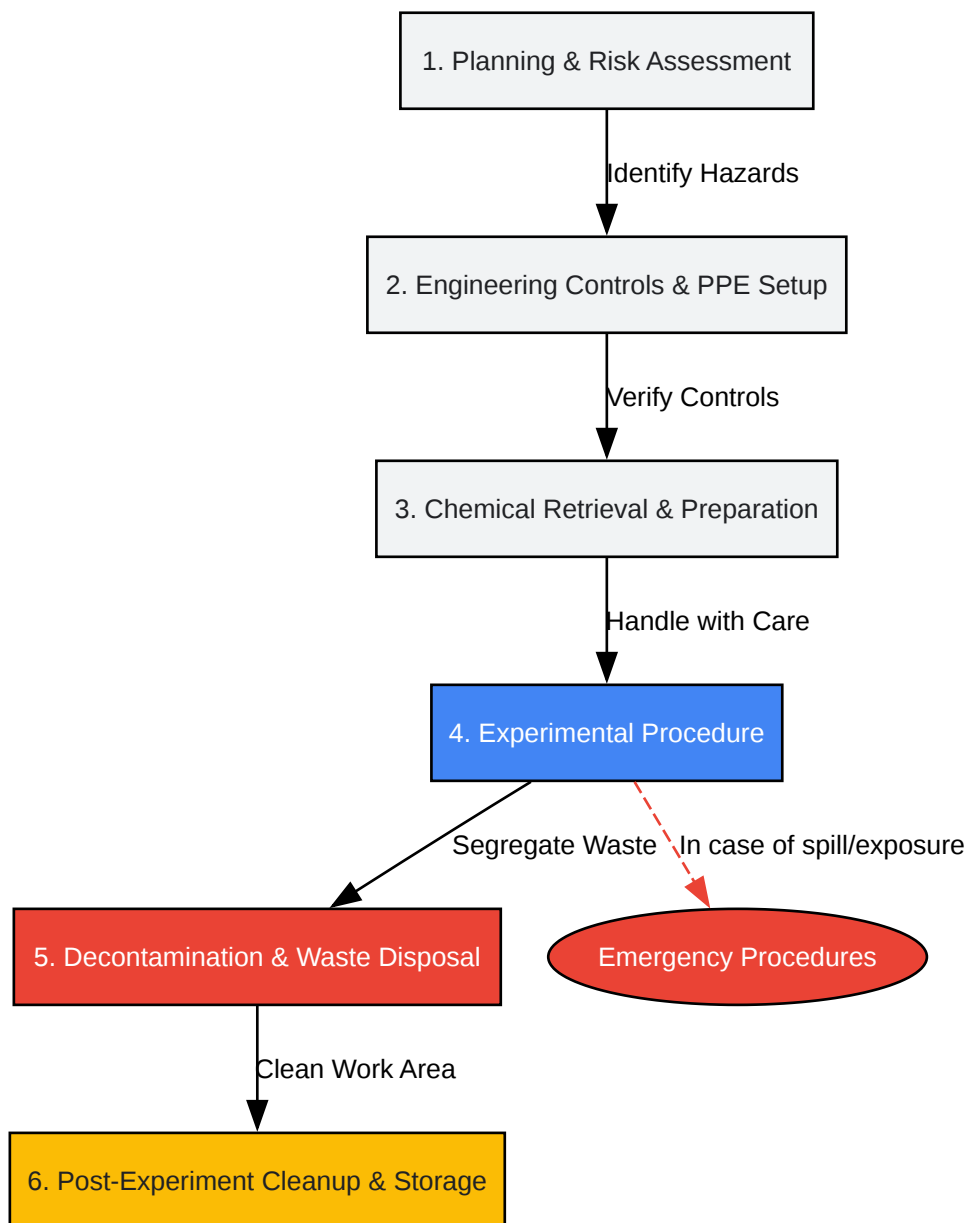 1. Planning & Risk Assessment
Identify Hazards
2. Engineering Controls & PPE Setup
Verify Controls
3. Chemical Retrieval & Preparation
Handle with Care
4. Experimental Procedure
Segregate Waste
In case of spill/exposure
5. Decontamination & Waste Disposal
Emergency Procedures
Clean Work Area
6. Post-Experiment Cleanup & Storage